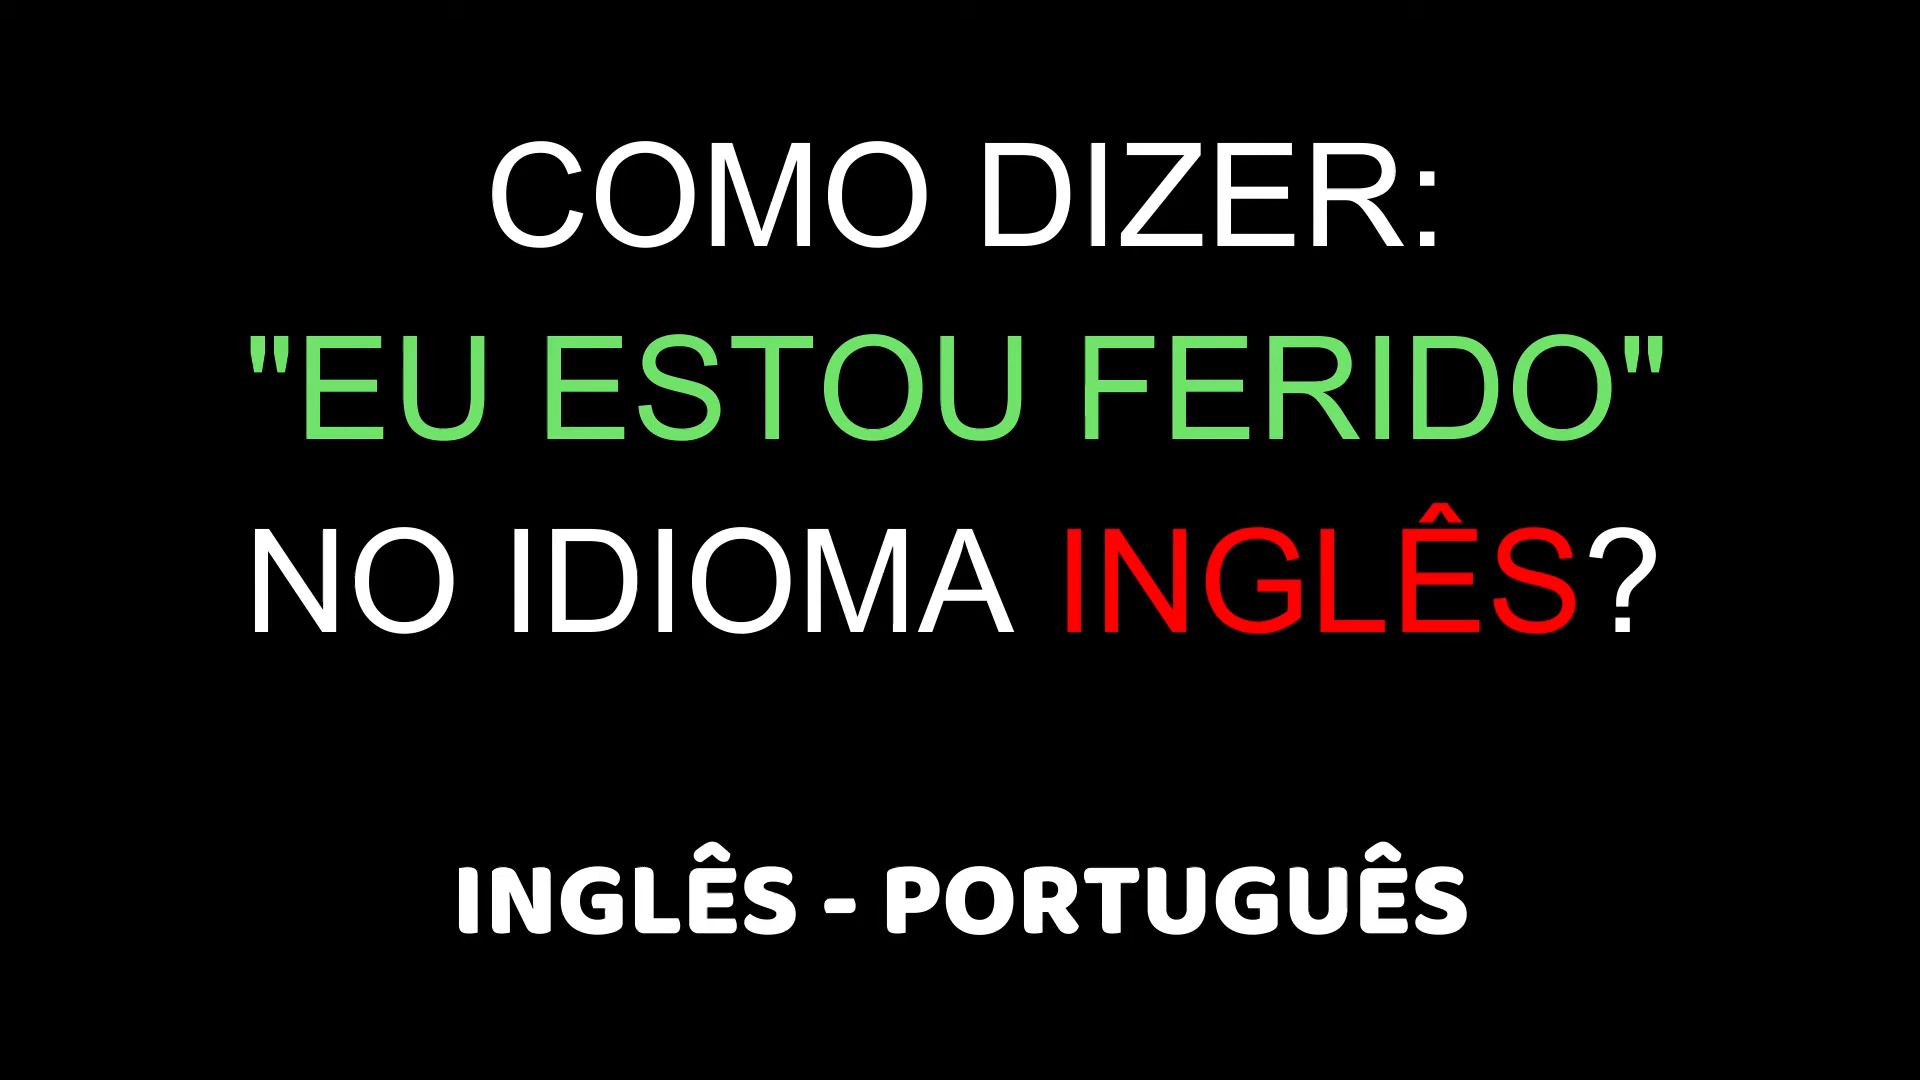 COMO DIZER:
"EU ESTOU FERIDO"
NO IDIOMA INGLÊS?
INGLÊS - PORTUGUÊS